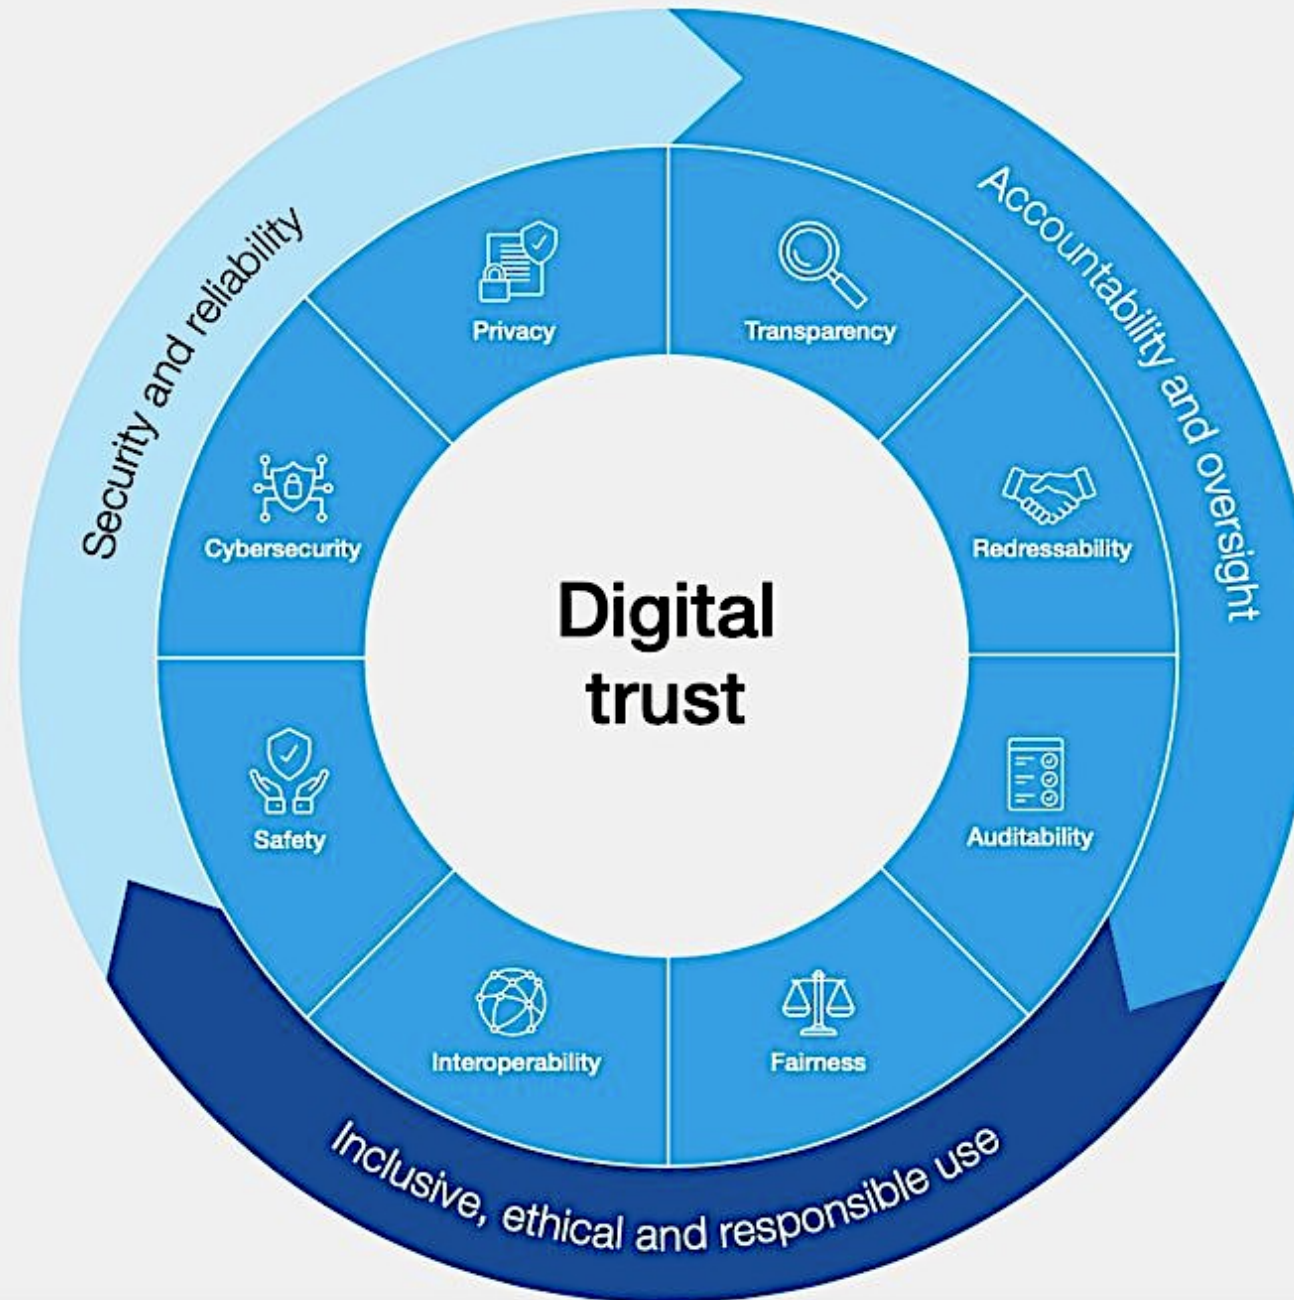 Security and reliability
Accountability and oversight
Privacy
Transparency
Cybersecurity
Redressability
Digital
trust
Safety
Auditability
Interoperability
Fairness
Inclusive, ethical and responsible use